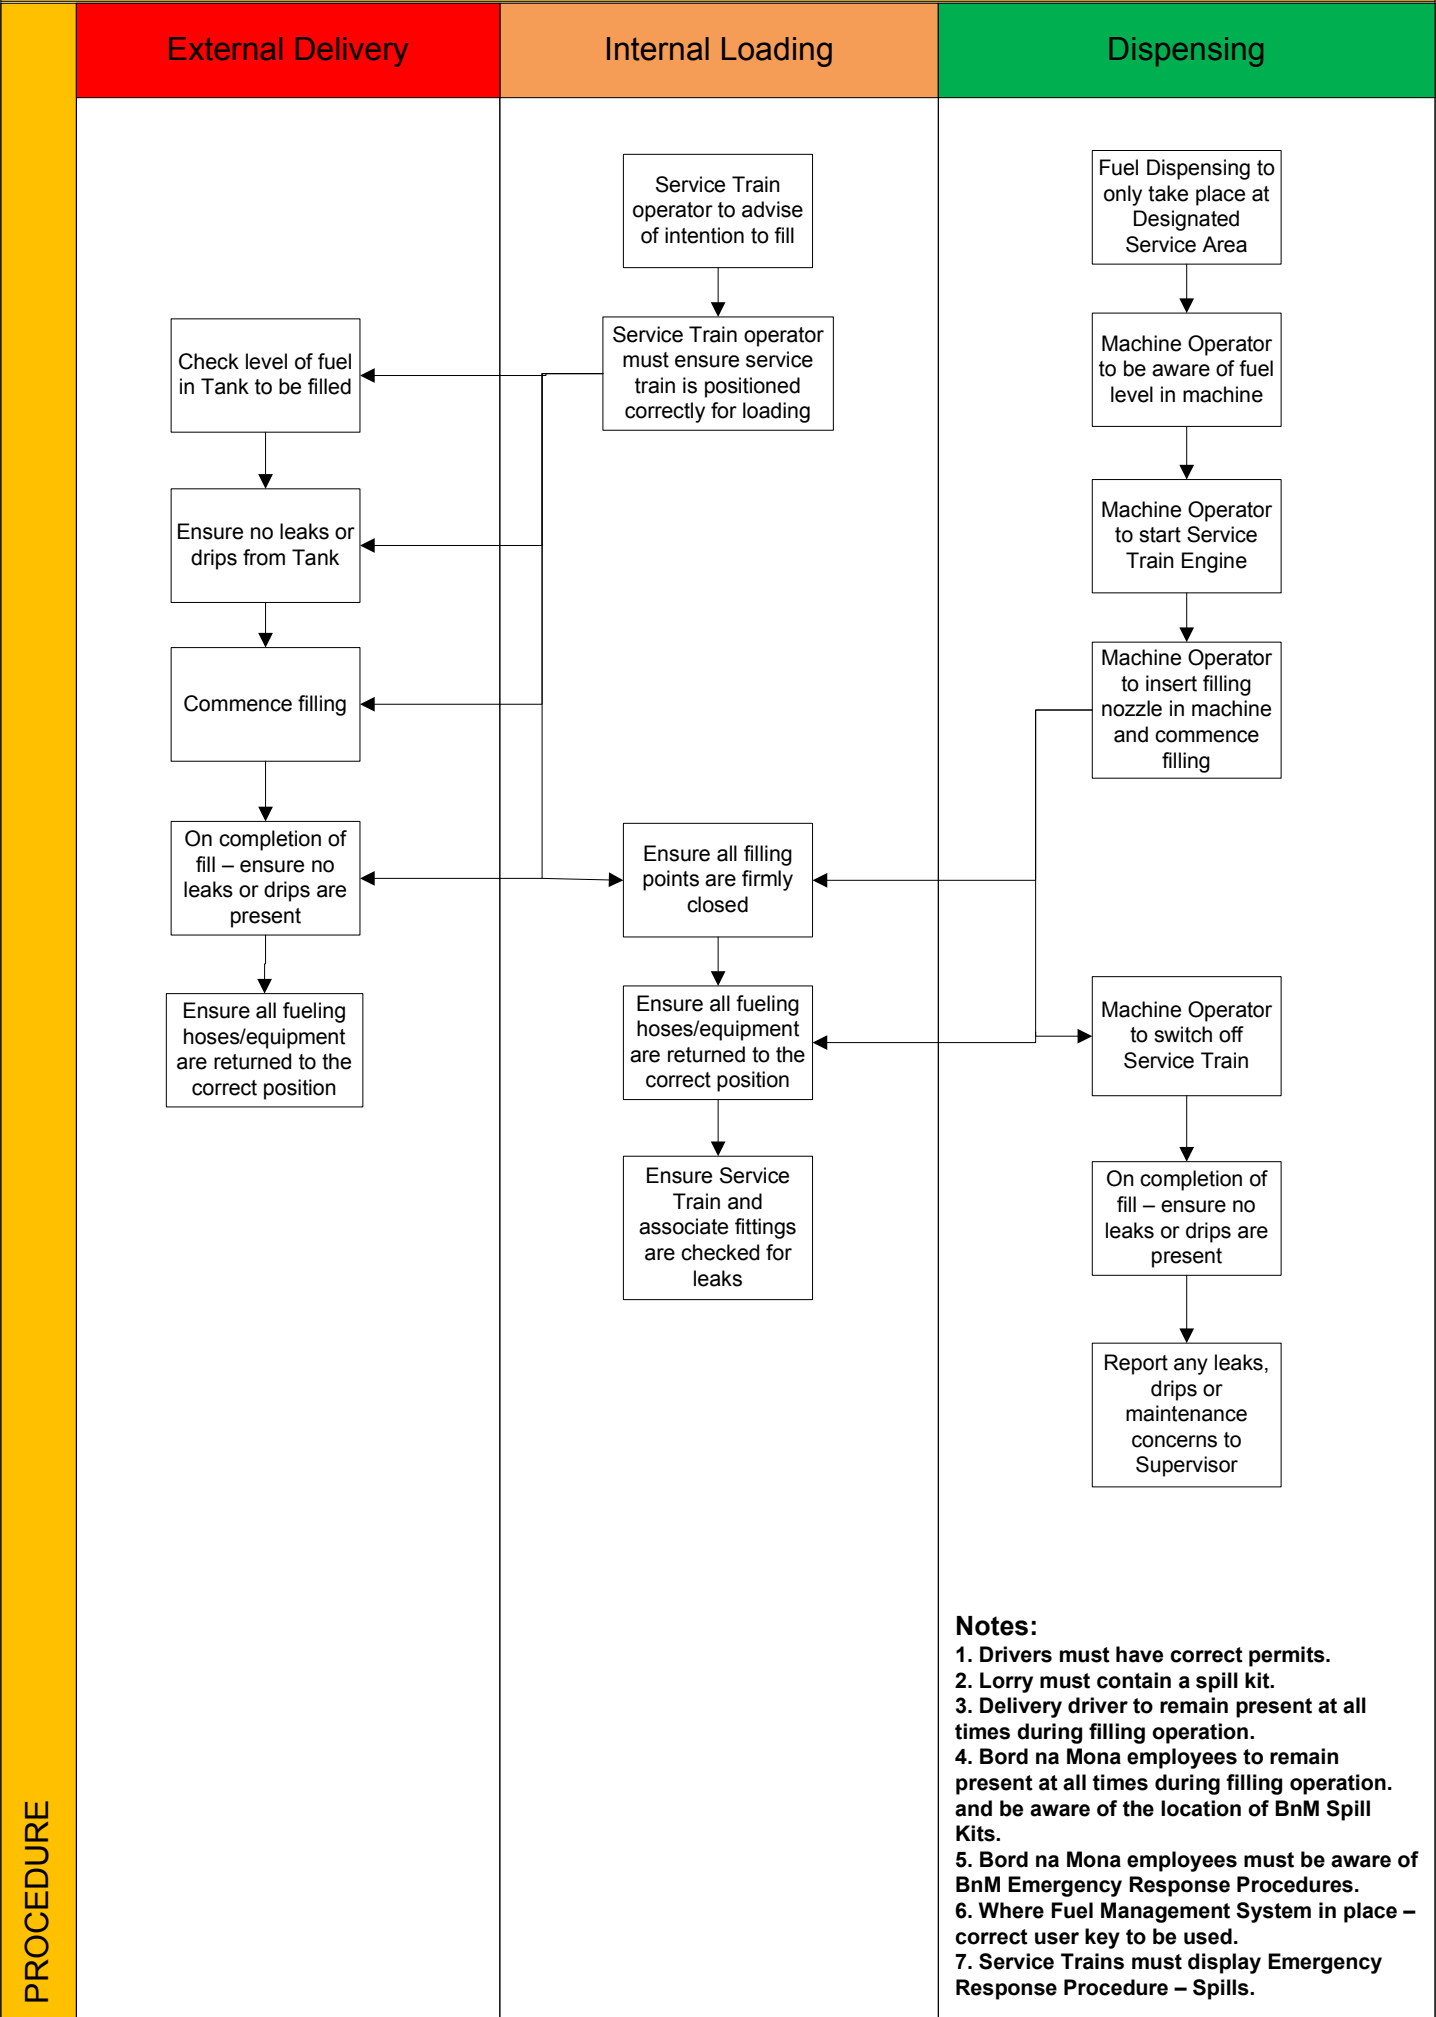 External Delivery
Internal Loading
Dispensing
Check level of fuel
in Tank to be filled
Ensure no leaks or
drips from Tank
Commence filling
On completion of
fill – ensure no
leaks or drips are
present
Ensure all fueling
hoses/equipment
are returned to the
correct position
Service Train
operator to advise
of intention to fill
Service Train operator
must ensure service
train is positioned
correctly for loading
Ensure all filling
points are firmly
closed
Ensure all fueling
hoses/equipment
are returned to the
correct position
Ensure Service
Train and
associate fittings
are checked for
leaks
Fuel Dispensing to
only take place at
Designated
Service Area
Machine Operator
to be aware of fuel
level in machine
Machine Operator
to start Service
Train Engine
Machine Operator
to insert filling
nozzle in machine
and commence
filling
Machine Operator
to switch off
Service Train
On completion of
fill – ensure no
leaks or drips are
present
Report any leaks,
drips or
maintenance
concerns to
Supervisor
Notes:
1. Drivers must have correct permits.
2. Lorry must contain a spill kit.
3. Delivery driver to remain present at all
times during filling operation.
4. Bord na Mona employees to remain
present at all times during filling operation.
and be aware of the location of BnM Spill
Kits.
5. Bord na Mona employees must be aware of
BnM Emergency Response Procedures.
6. Where Fuel Management System in place –
correct user key to be used.
7. Service Trains must display Emergency
Response Procedure – Spills.
PROCEDURE